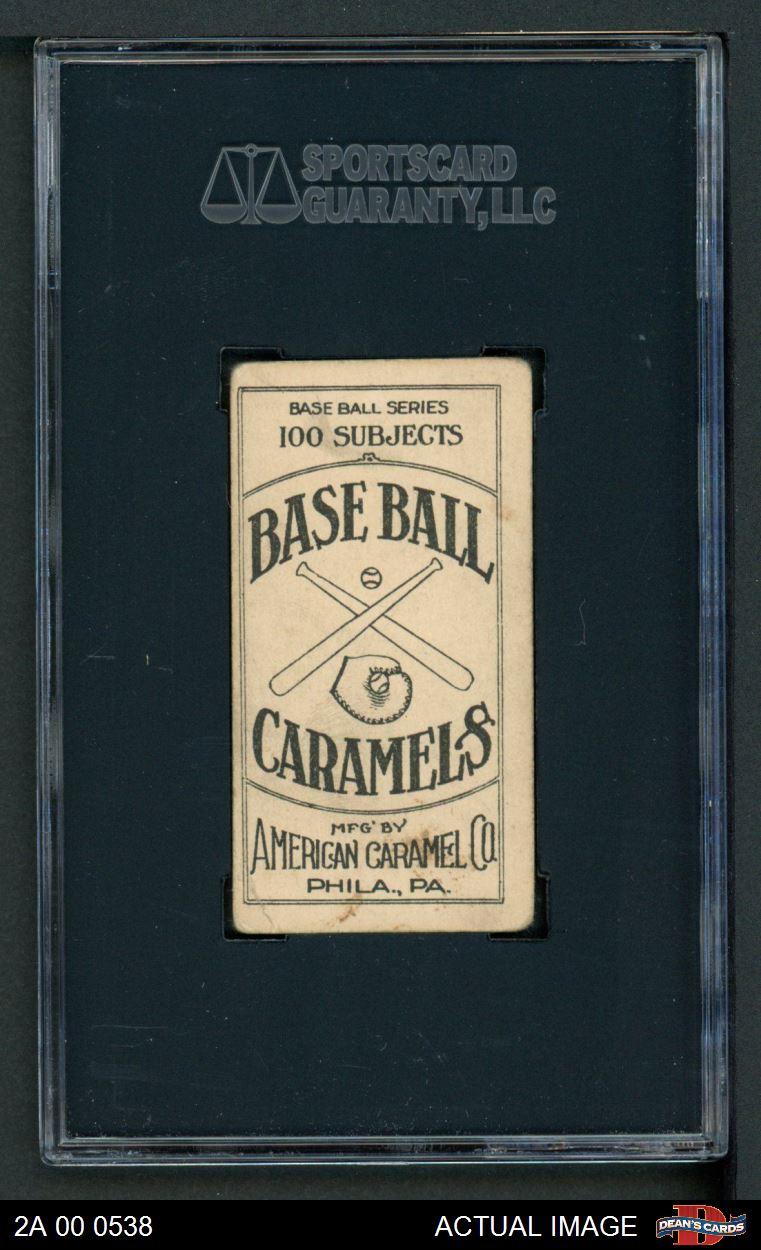 SPORTSCARD
GUARANTY, LLC
BASE BALL SERIES
100 SUBJECTS
BASE BALL
CARAMELS
MFG' BY
AMERICAN CARAMEL CO.
PHILA., PA.
2A 00 0538
ACTUAL IMAGE
DEAN'S CARDS